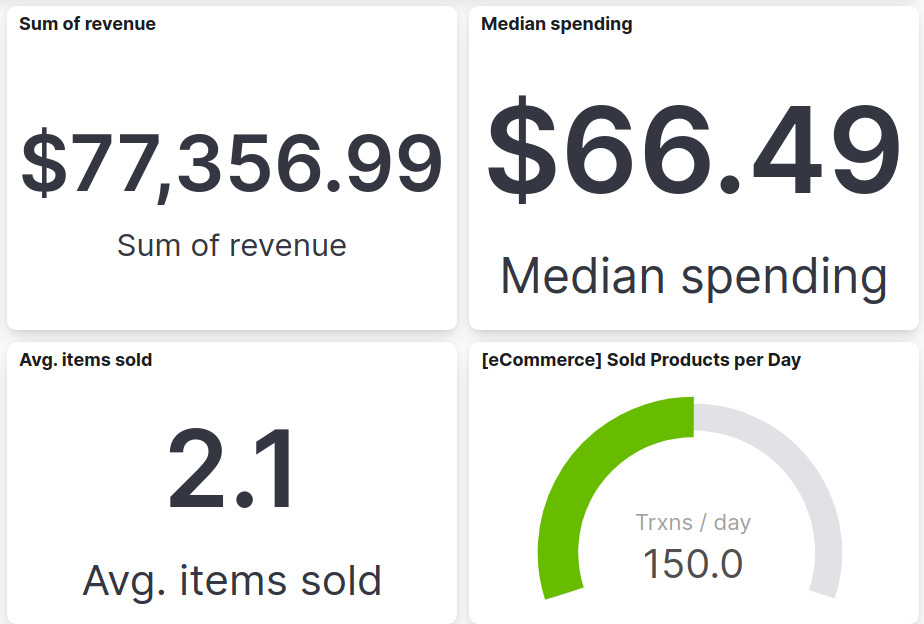 Sum of revenue
$77,356.99
Sum of revenue
Median spending
$66.49
Median spending
Avg. items sold
2.1
Avg. items sold
[eCommerce] Sold Products per Day
Trxns / day
150.0